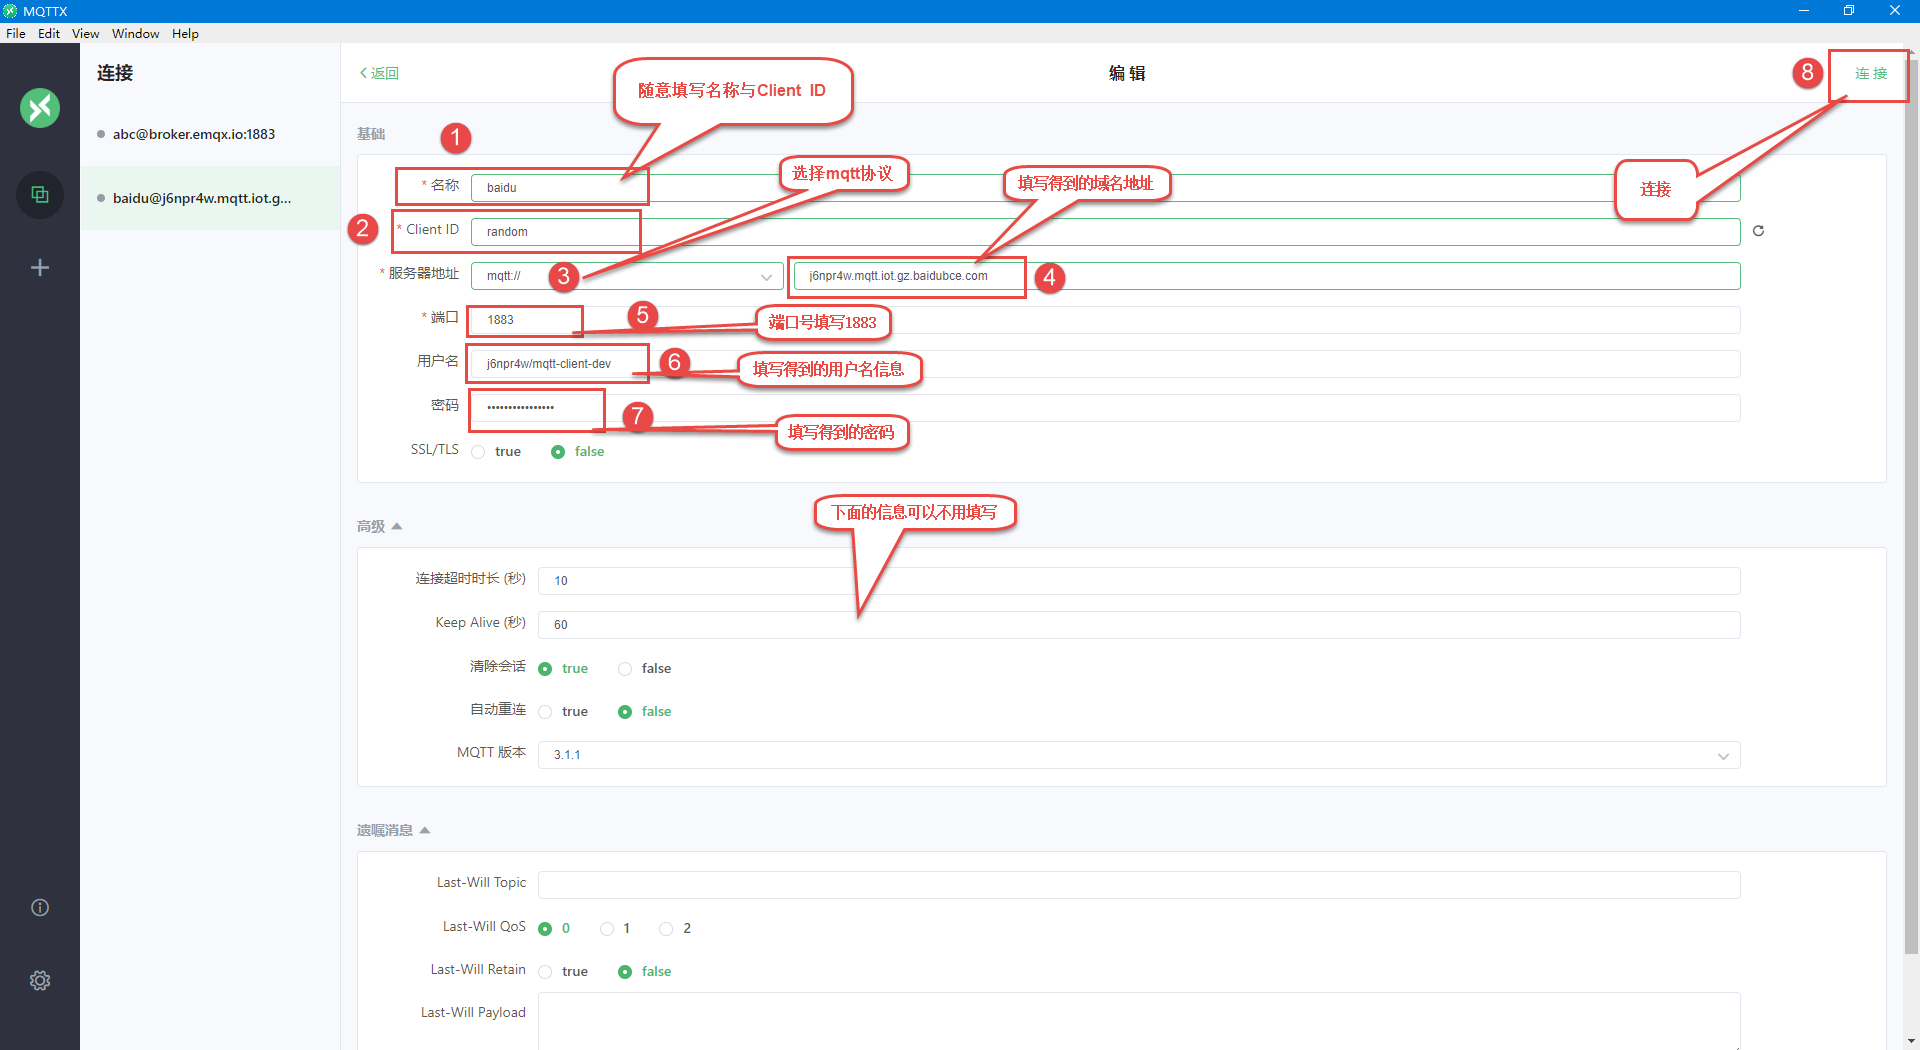 MQTTX
File Edit View Window Help
连接
abc@broker.emqx.io:1883
baidu@j6npr4w.mqtt.iot.g...
返回
编 辑
8
连 接
随意填写名称与Client ID
基础
1
* 名称
baidu
选择mqtt协议
填写得到的域名地址
连接
2
* Client ID
random
* 服务器地址
mqtt://
3
j6npr4w.mqtt.iot.gz.baidubce.com
4
* 端口
1883
5
端口号填写1883
用户名
j6npr4w/mqtt-client-dev
6
填写得到的用户名信息
密码
••••••••••••••••
7
填写得到的密码
SSL/TLS
true
false
下面的信息可以不用填写
高级
连接超时时长 (秒)
10
Keep Alive (秒)
60
清除会话
true
false
自动重连
true
false
MQTT 版本
3.1.1
遗嘱消息
Last-Will Topic
Last-Will QoS
0
1
2
Last-Will Retain
true
false
Last-Will Payload